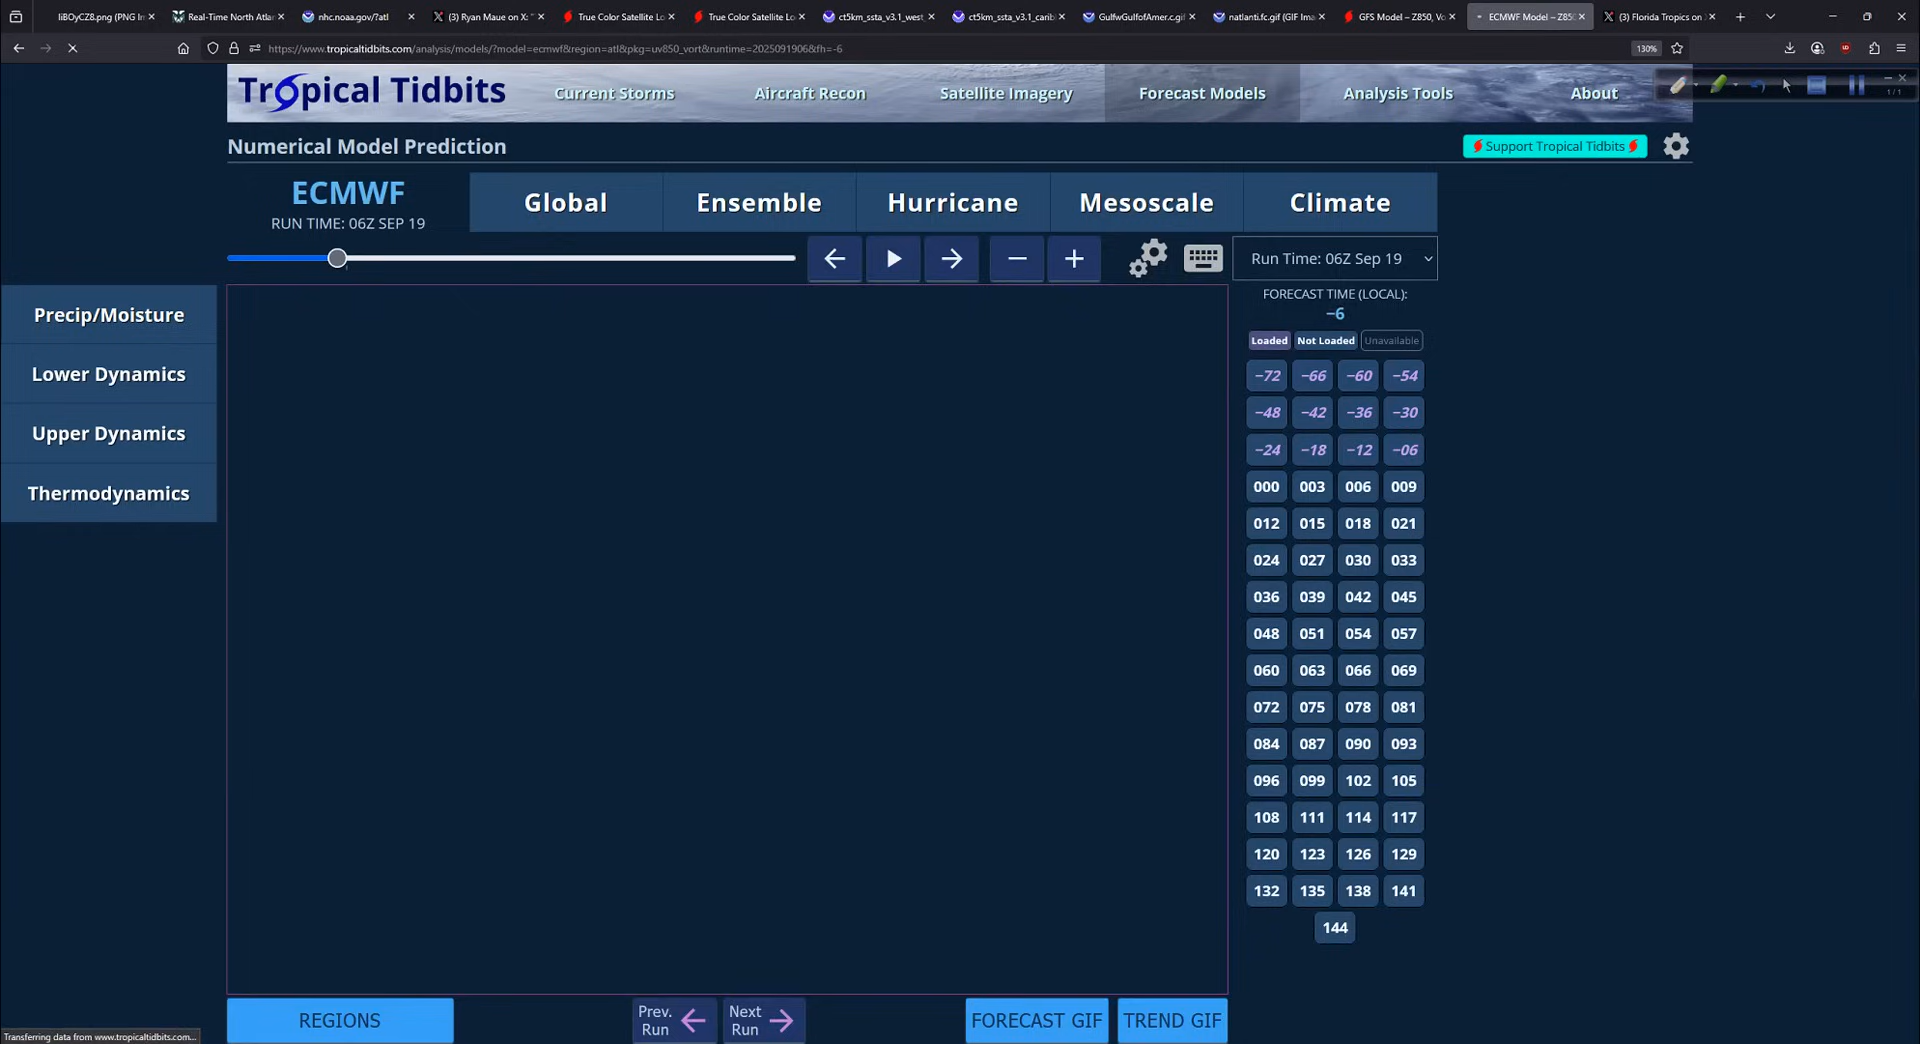 liBOyCZ8.png (PNG Im
Real-Time North Atlan
nhc.noaa.gov/?atl
(3) Ryan Maue on X: "
True Color Satellite Lo
True Color Satellite Lo
ct5km_ssta_v3.1_west
ct5km_ssta_v3.1_carib
GulfwGulfofAmer.c.gif
natlanti.fc.gif (GIF Ima
GFS Model – Z850, Vo
ECMWF Model – Z85
(3) Florida Tropics on
https://www.tropicaltidbits.com/analysis/models/?model=ecmwf&region=atl&pkg=uv850_vort&runtime=2025091906&fh=-6
130%
Tropical Tidbits
Current Storms
Aircraft Recon
Satellite Imagery
Forecast Models
Analysis Tools
About
1/1
Numerical Model Prediction
Support Tropical Tidbits
ECMWF
RUN TIME: 06Z SEP 19
Global
Ensemble
Hurricane
Mesoscale
Climate
Run Time: 06Z Sep 19
Precip/Moisture
Lower Dynamics
Upper Dynamics
Thermodynamics
FORECAST TIME (LOCAL):
−6
Loaded Not Loaded Unavailable
−72 −66 −60 −54
−48 −42 −36 −30
−24 −18 −12 −06
000 003 006 009
012 015 018 021
024 027 030 033
036 039 042 045
048 051 054 057
060 063 066 069
072 075 078 081
084 087 090 093
096 099 102 105
108 111 114 117
120 123 126 129
132 135 138 141
144
REGIONS
Prev.
Run
Next
Run
FORECAST GIF
TREND GIF
Transferring data from www.tropicaltidbits.com...